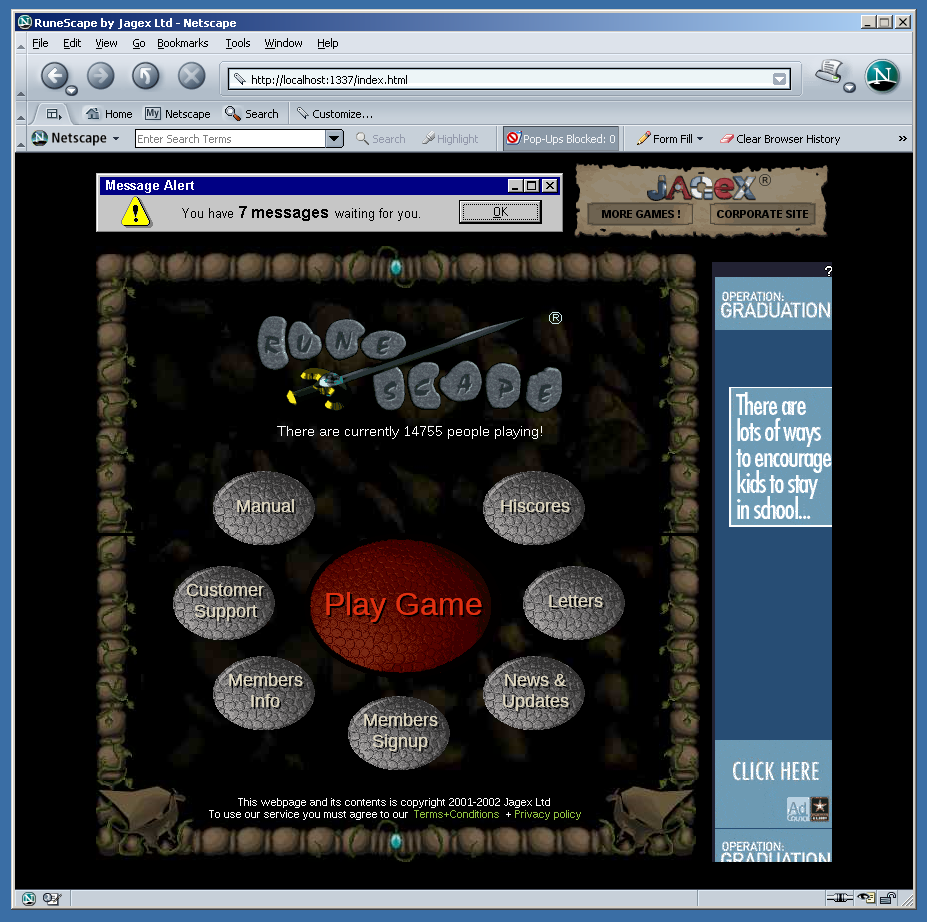 RuneScape by Jagex Ltd - Netscape
File Edit View Go Bookmarks Tools Window Help
http://localhost:1337/index.html
N
Home My Netscape Search Customize...
Netscape Enter Search Terms Search Highlight Pop-Ups Blocked: 0 Form Fill Clear Browser History »
Message Alert
You have 7 messages waiting for you. OK
JAGeX ®
MORE GAMES ! CORPORATE SITE
?
OPERATION:
GRADUATION
RUNE ®
SCAPE
There are currently 14755 people playing!
There are
lots of ways
to encourage
kids to stay
in school...
Manual Hiscores
Customer
Support
Play Game
Letters
Members
Info
News &
Updates
Members
Signup
CLICK HERE
Ad
COUNCIL
This webpage and its contents is copyright 2001-2002 Jagex Ltd
To use our service you must agree to our Terms+Conditions + Privacy policy
OPERATION:
GRADUATION